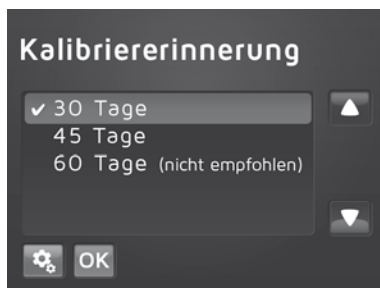 Kalibriererinnerung
✓ 30 Tage
45 Tage
60 Tage (nicht empfohlen)
OK